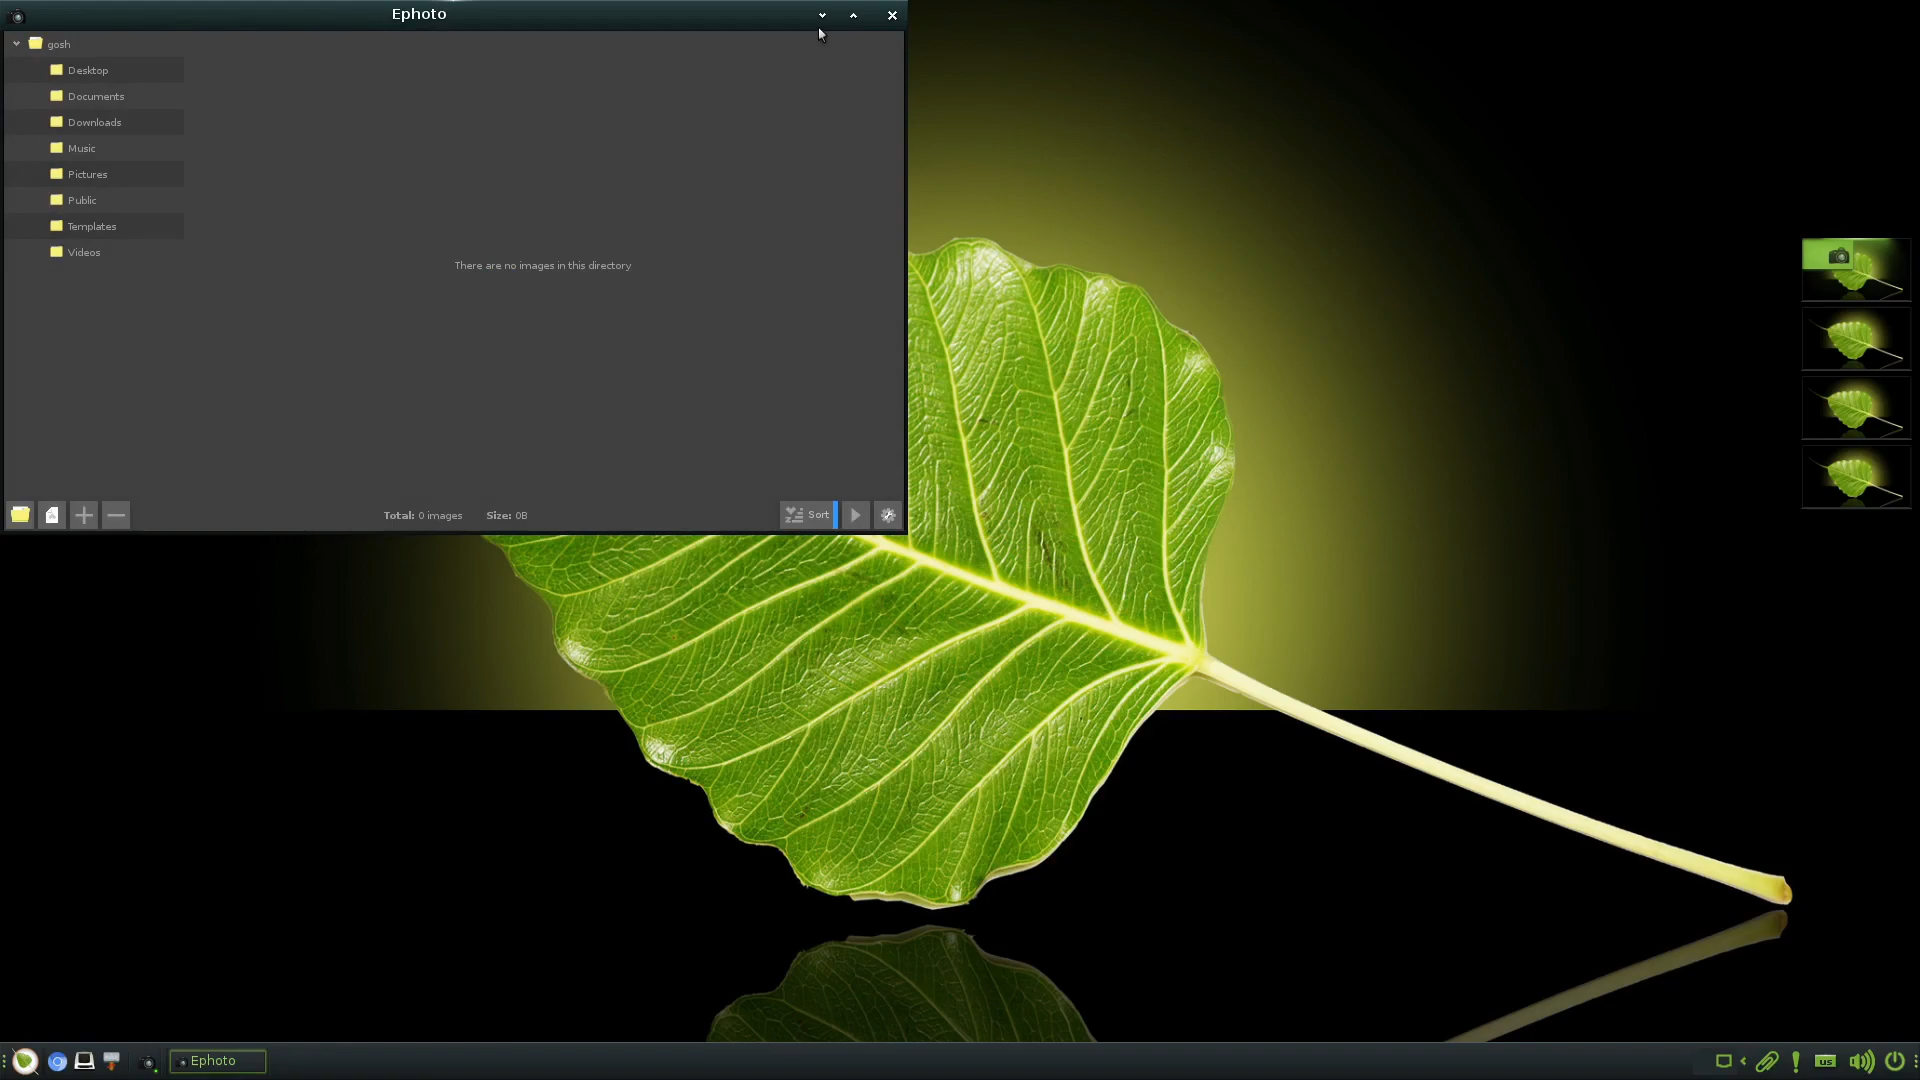 Ephoto
gosh
Desktop
Documents
Downloads
Music
Pictures
Public
Templates
Videos
There are no images in this directory
Total: 0 images Size: 0B
Sort
Ephoto
us